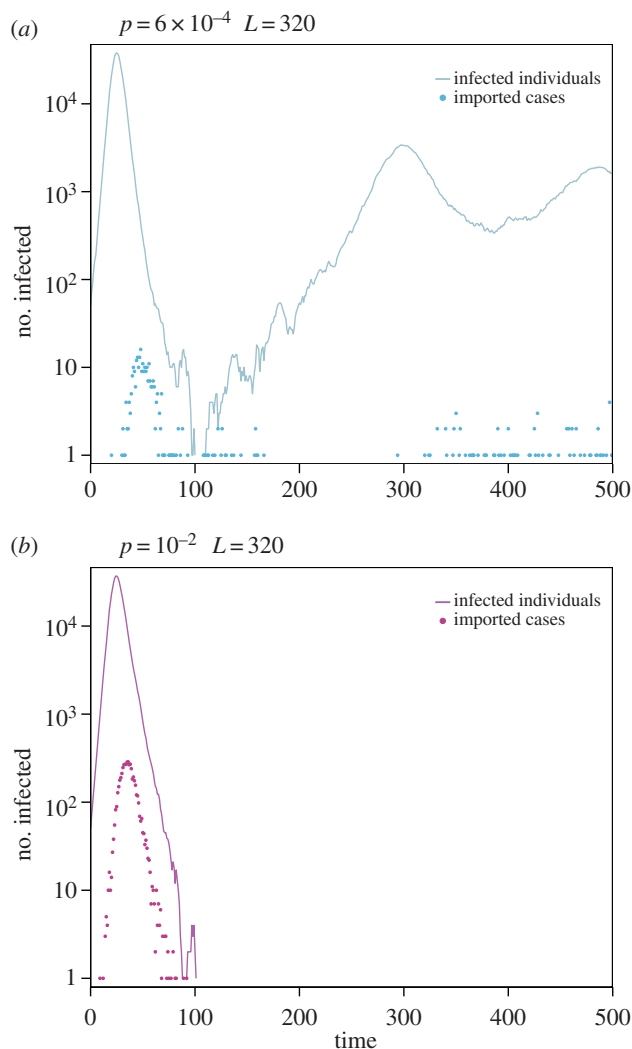 (a) p = 6 × 10⁻⁴ L = 320
infected individuals
imported cases
10⁴
10³
10²
10
1
no. infected
0 100 200 300 400 500
(b) p = 10⁻² L = 320
infected individuals
imported cases
10⁴
10³
10²
10
1
no. infected
0 100 200 300 400 500
time